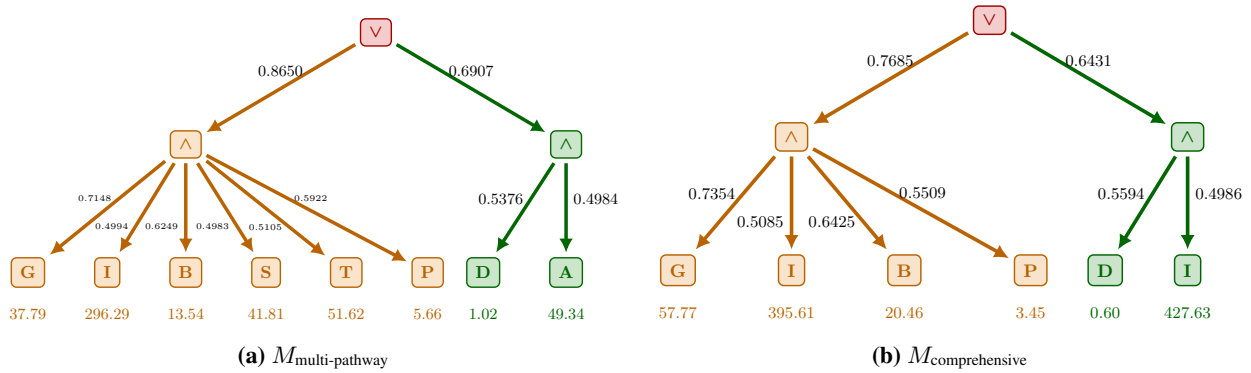 ∨ ∨
0.8650 0.6907 0.7685 0.6431
∧ ∧ ∧ ∧
0.7148 0.4994 0.6249 0.4983 0.5105 0.5922 0.5376 0.4984 0.7354 0.5085 0.6425 0.5509 0.5594 0.4986
G I B S T P D A G I B P D I
37.79 296.29 13.54 41.81 51.62 5.66 1.02 49.34 57.77 395.61 20.46 3.45 0.60 427.63
(a) M multi-pathway (b) M comprehensive